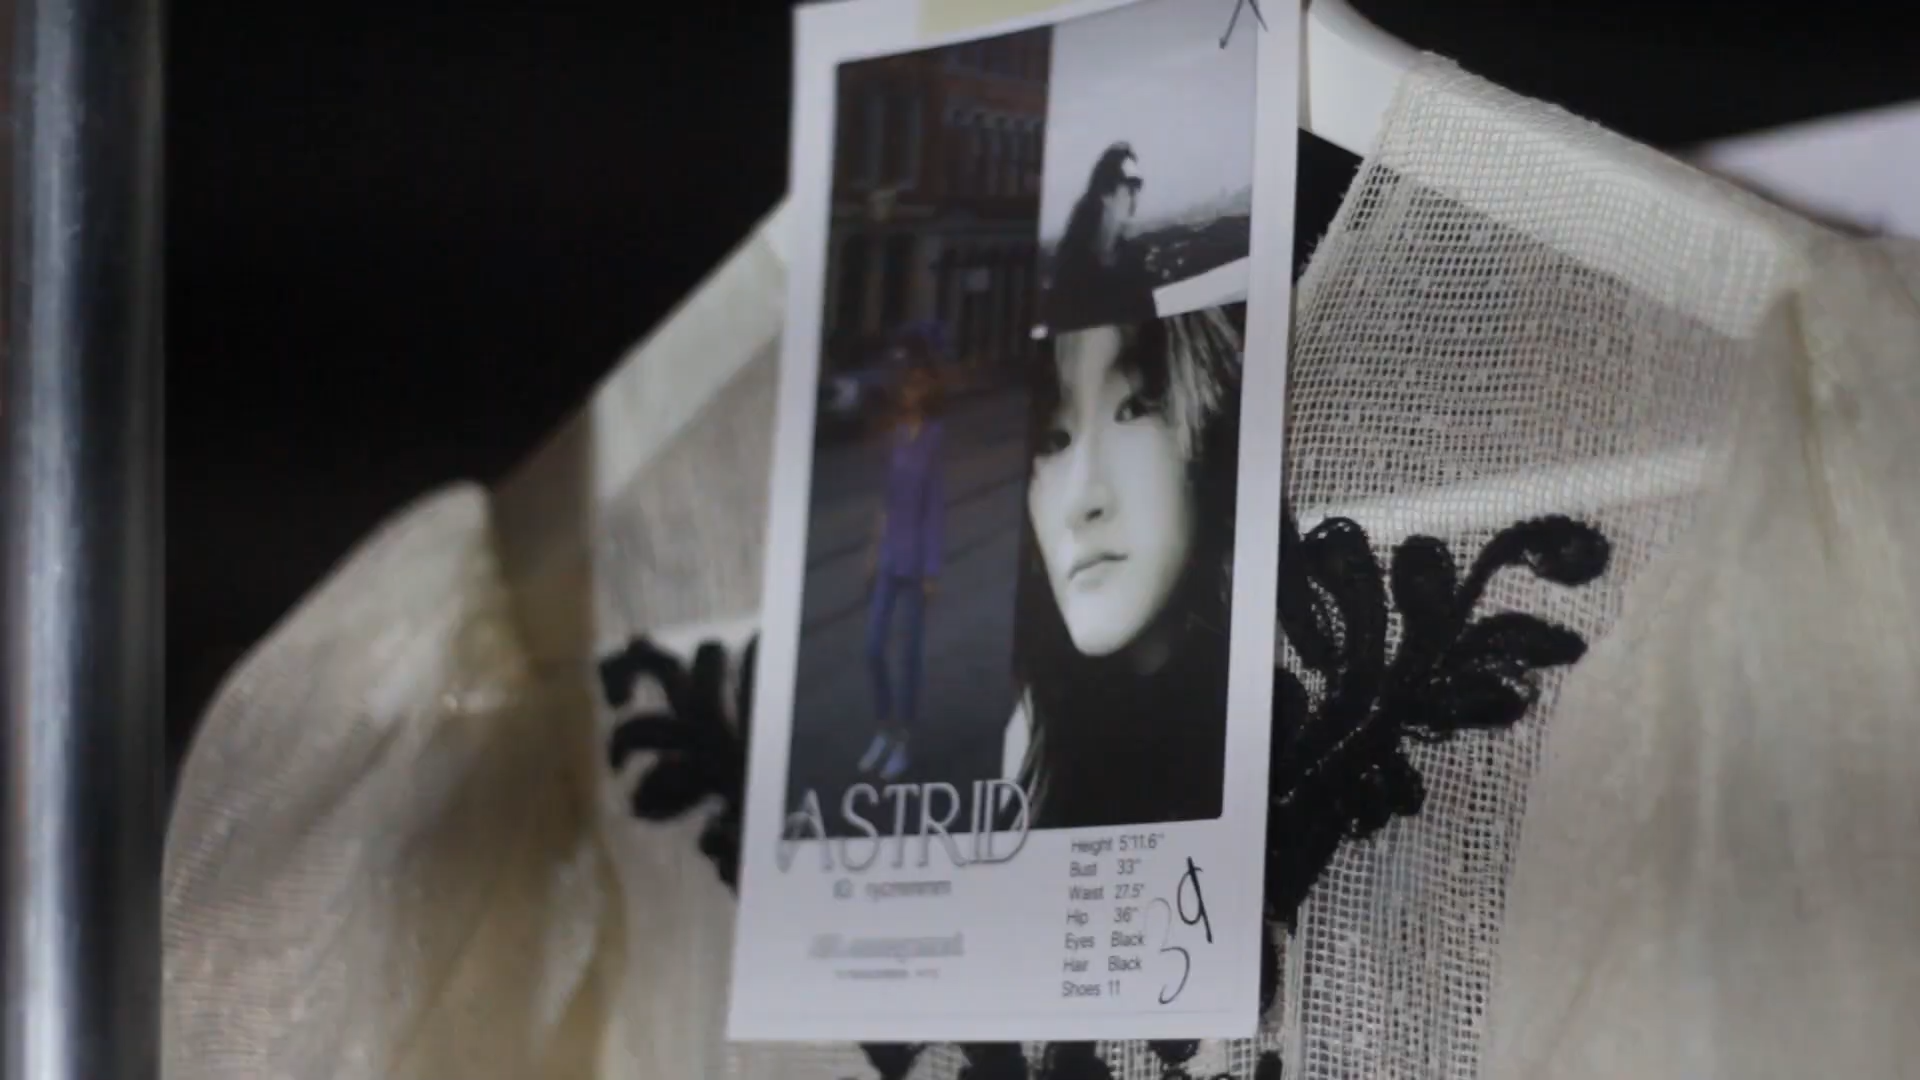 ASTRID
Height 5'11.6"
Bust 33"
Waist 27.5"
Hip 36"
Eyes Black
Hair Black
Shoes 11
39